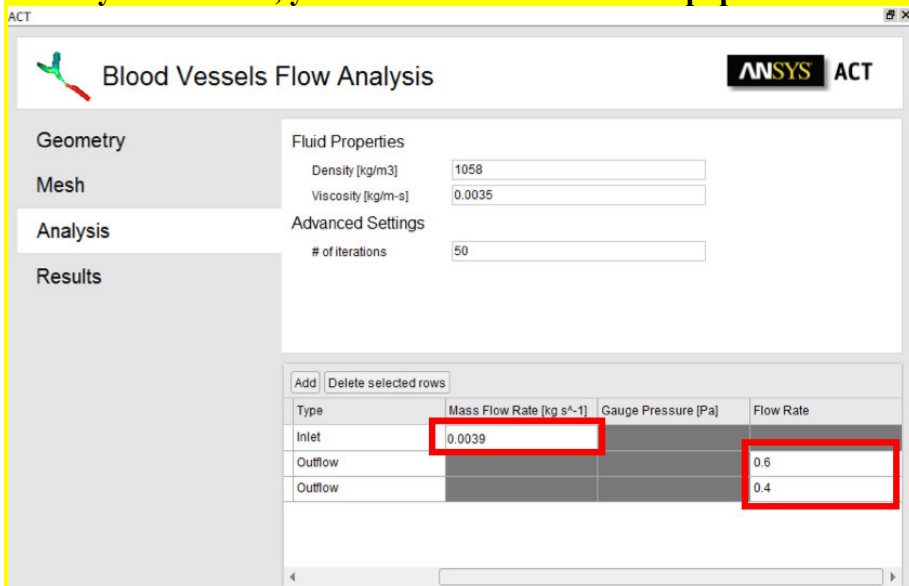 ACT
Blood Vessels Flow Analysis
ANSYS ACT
Geometry
Mesh
Analysis
Results
Fluid Properties
Density [kg/m3] 1058
Viscosity [kg/m-s] 0.0035
Advanced Settings
# of iterations 50
Add Delete selected rows
Type Mass Flow Rate [kg s^-1] Gauge Pressure [Pa] Flow Rate
Inlet 0.0039
Outflow 0.6
Outflow 0.4